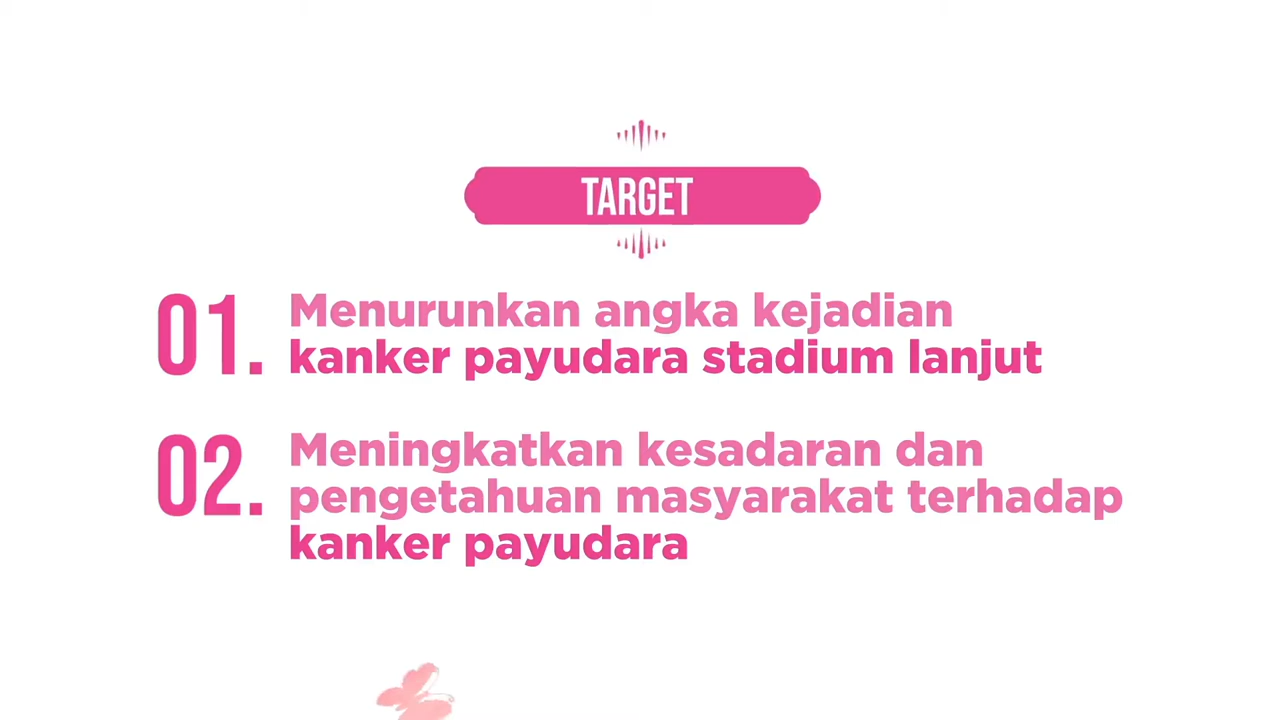 TARGET
01.
Menurunkan angka kejadian
kanker payudara stadium lanjut
02.
Meningkatkan kesadaran dan
pengetahuan masyarakat terhadap
kanker payudara